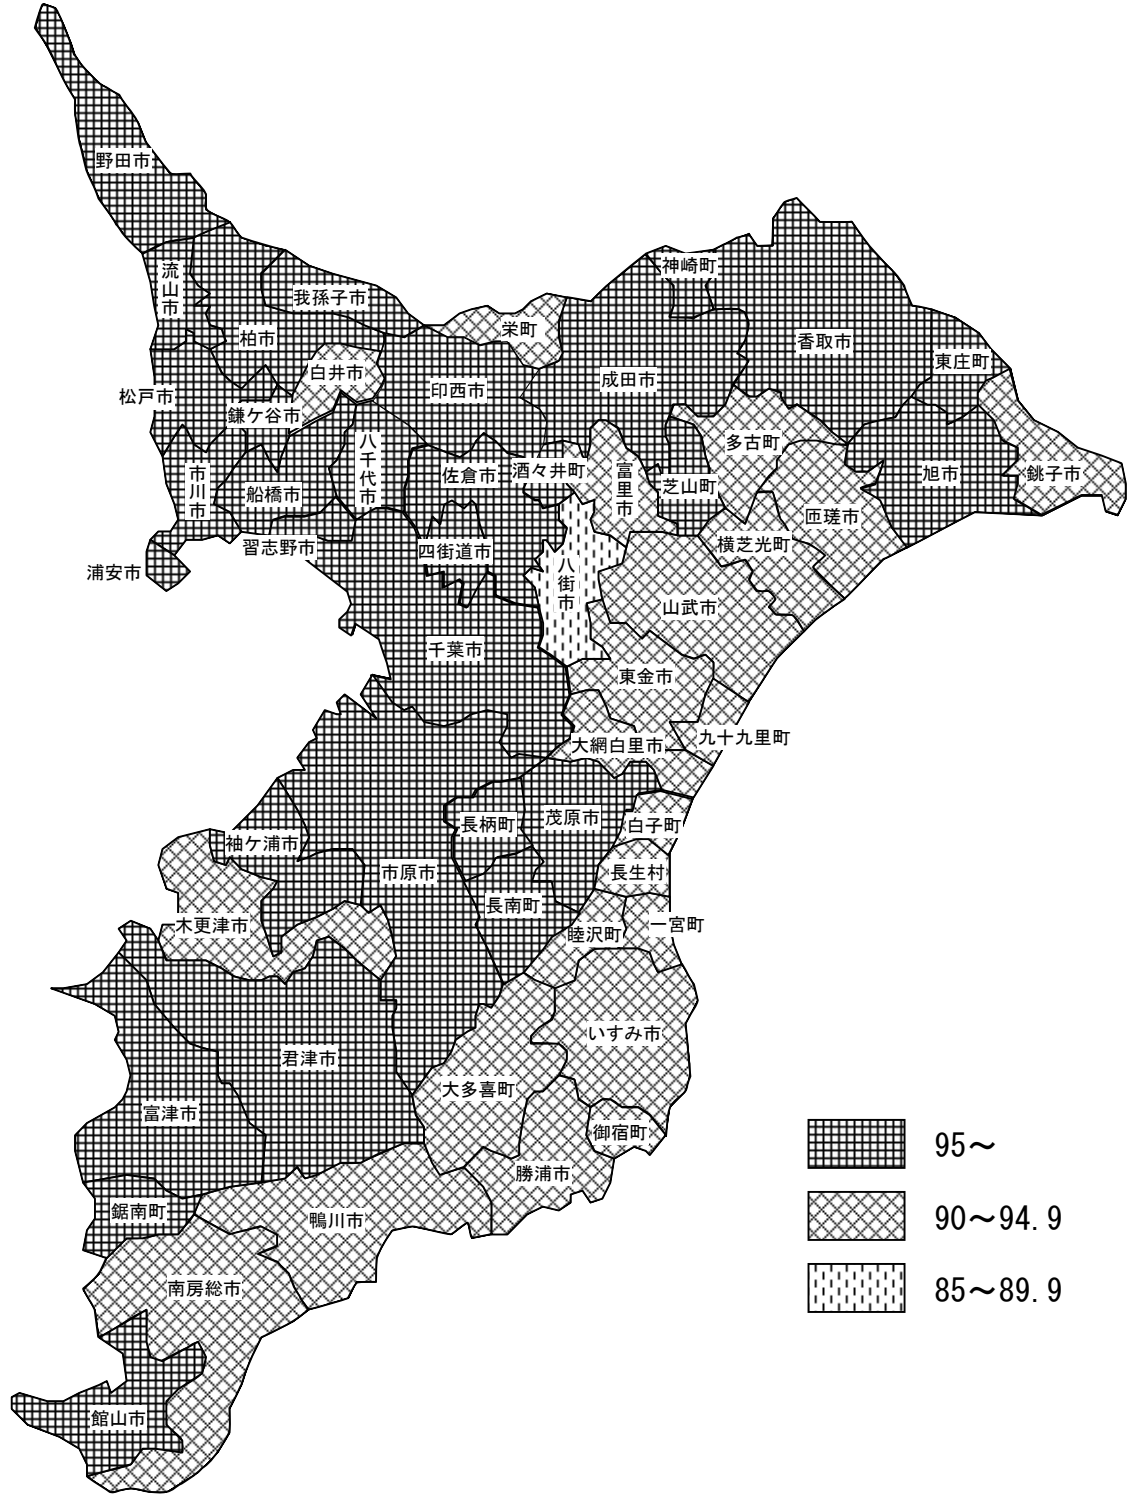 野田市
流山市
我孫子市
柏市
松戸市
鎌ケ谷市
白井市
印西市
栄町
成田市
神崎町
香取市
東庄町
銚子市
旭市
匝瑳市
多古町
芝山町
横芝光町
富里市
酒々井町
佐倉市
八千代市
船橋市
市川市
習志野市
浦安市
四街道市
八街市
山武市
千葉市
東金市
九十九里町
大網白里市
白子町
茂原市
長柄町
長生村
長南町
睦沢町
一宮町
市原市
袖ケ浦市
木更津市
君津市
富津市
いすみ市
大多喜町
御宿町
勝浦市
鴨川市
鋸南町
南房総市
館山市
95～
90～94.9
85～89.9